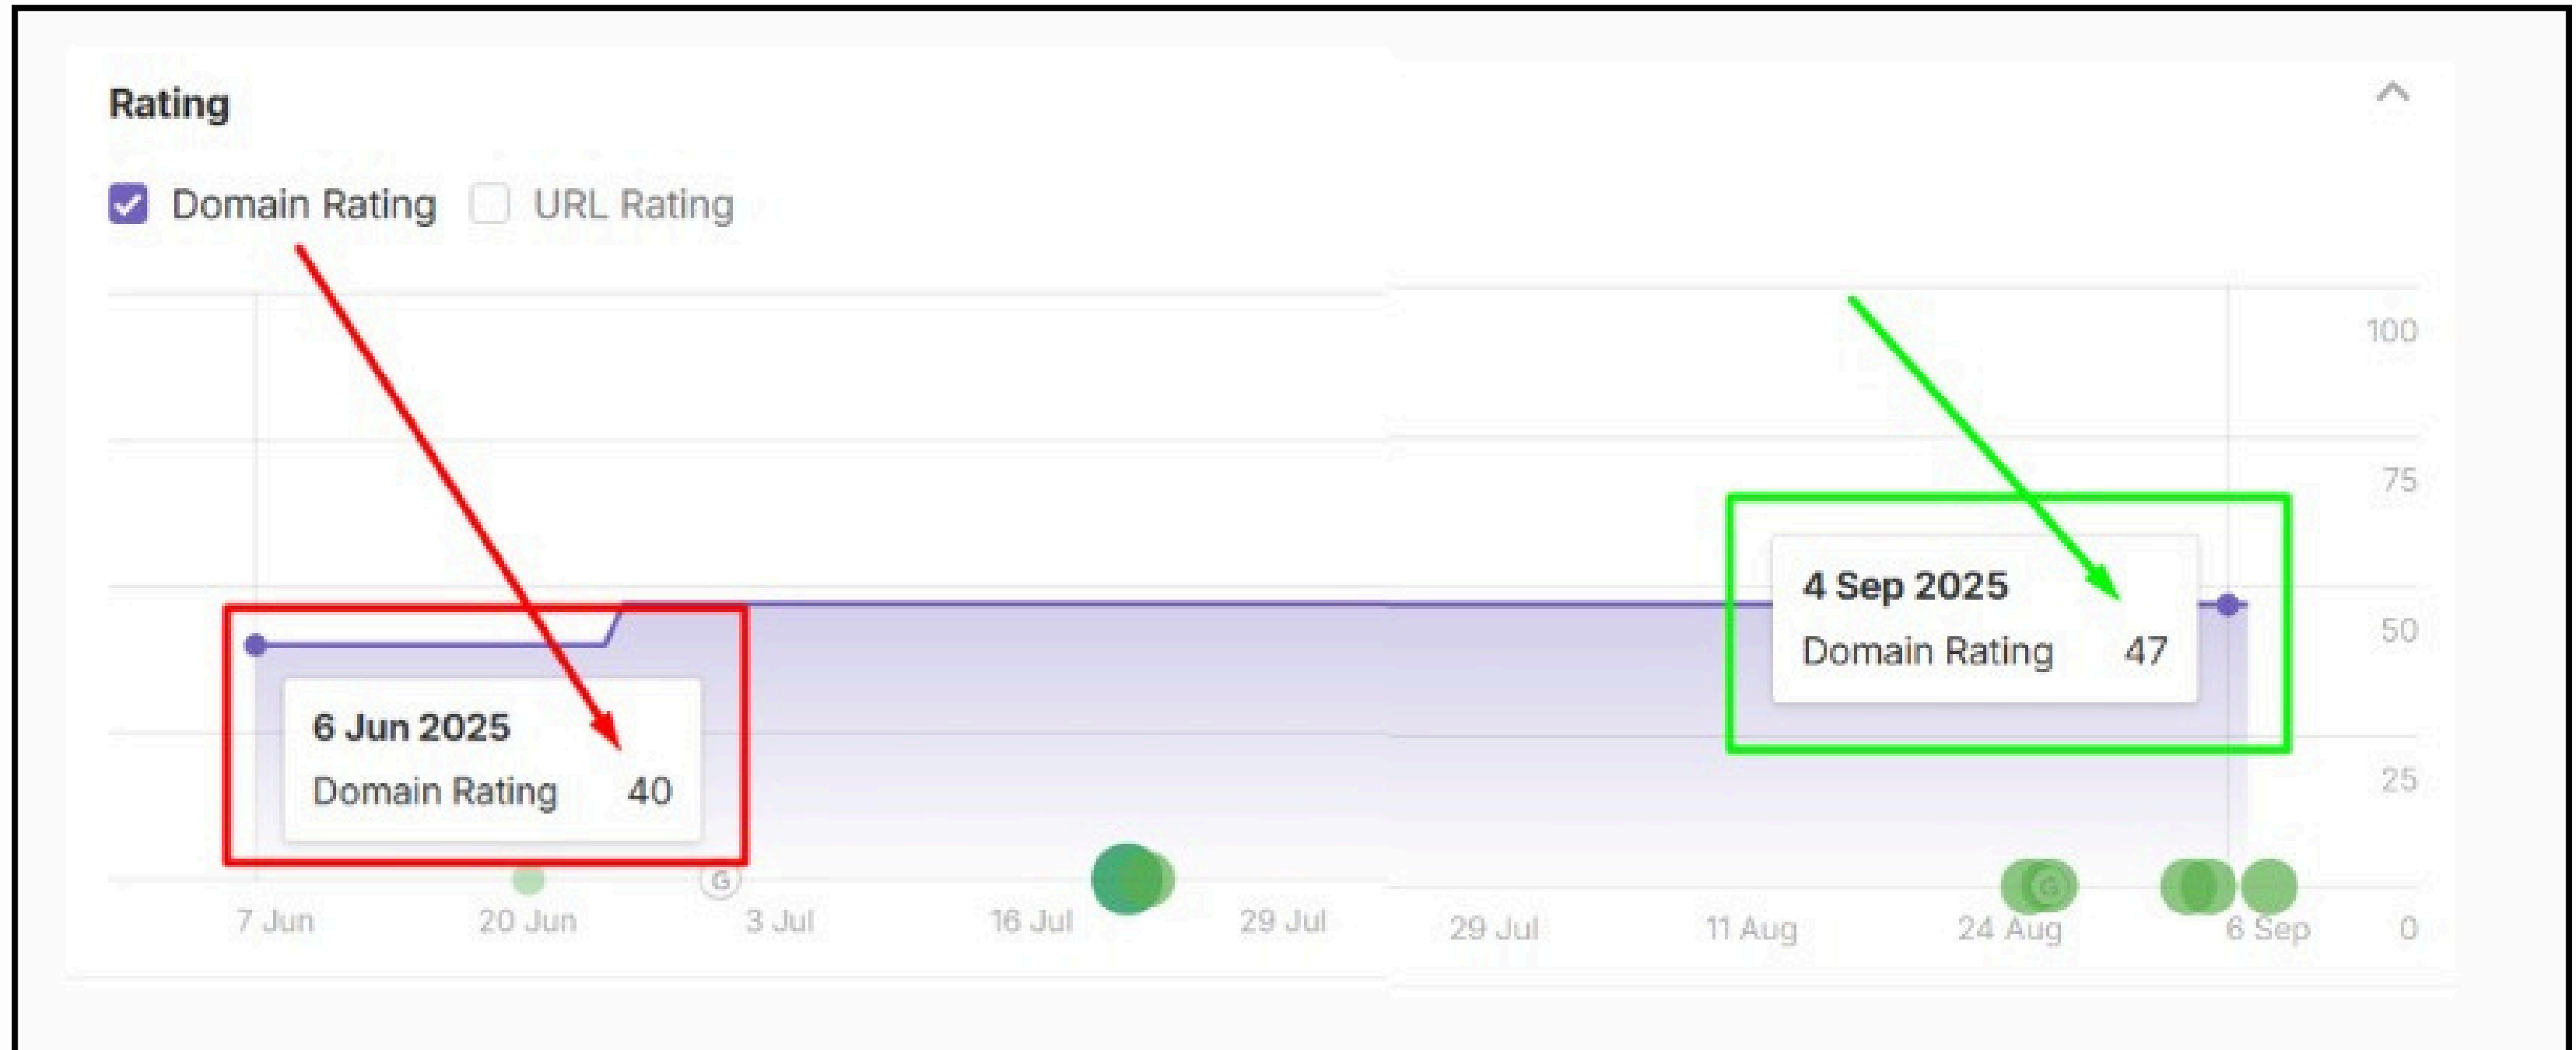 Rating
Domain Rating URL Rating
100
75
4 Sep 2025
Domain Rating 47
50
6 Jun 2025
Domain Rating 40
25
G
G
7 Jun 20 Jun 3 Jul 16 Jul 29 Jul 29 Jul 11 Aug 24 Aug 6 Sep 0